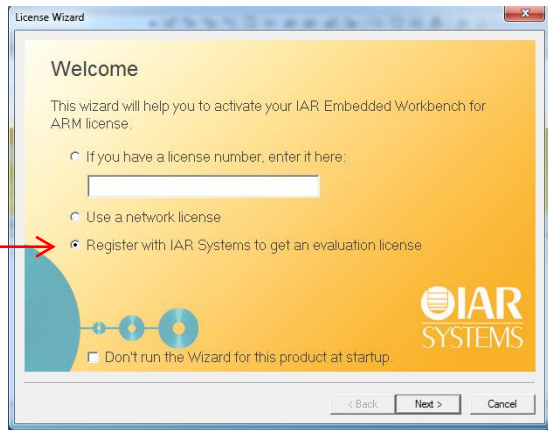 License Wizard
Welcome
This wizard will help you to activate your IAR Embedded Workbench for
ARM license.
If you have a license number, enter it here:
Use a network license
Register with IAR Systems to get an evaluation license
IAR
SYSTEMS
Don't run the Wizard for this product at startup.
< Back Next > Cancel